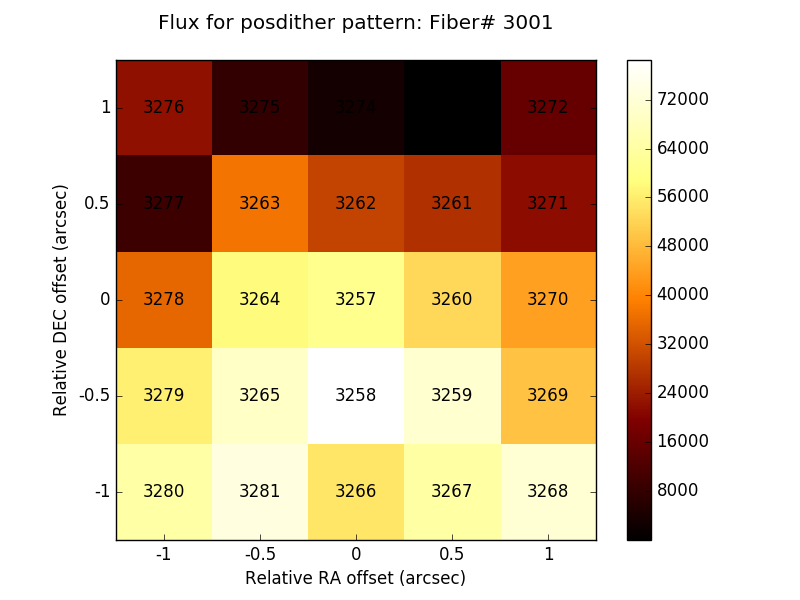 Flux for posdither pattern: Fiber# 3001
1 3276 3275 3274 3272 72000
64000
0.5 3277 3263 3262 3261 3271 56000
48000
0 3278 3264 3257 3260 3270 40000
32000
-0.5 3279 3265 3258 3259 3269 24000
16000
-1 3280 3281 3266 3267 3268 8000
-1 -0.5 0 0.5 1
Relative RA offset (arcsec)
Relative DEC offset (arcsec)